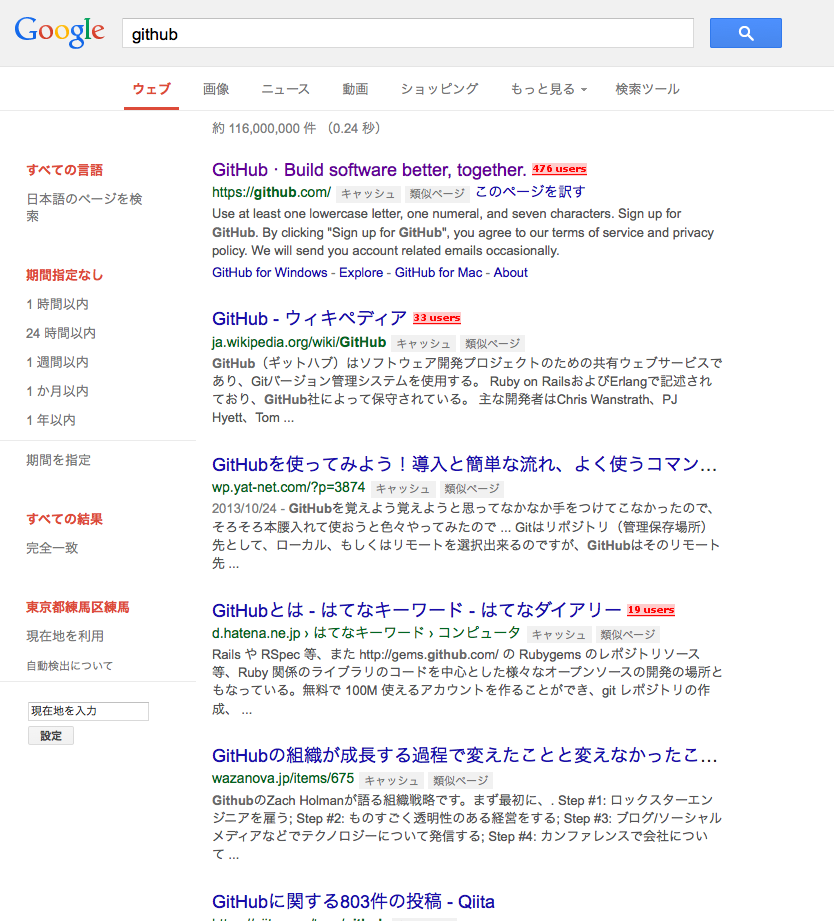 Google
github
ウェブ 画像 ニュース 動画 ショッピング もっと見る 検索ツール
約 116,000,000 件 （0.24 秒）
すべての言語
日本語のページを検
索
期間指定なし
1 時間以内
24 時間以内
1 週間以内
1 か月以内
1 年以内
期間を指定
すべての結果
完全一致
東京都練馬区練馬
現在地を利用
自動検出について
現在地を入力
設定
GitHub · Build software better, together. 476 users
https://github.com/ キャッシュ 類似ページ このページを訳す
Use at least one lowercase letter, one numeral, and seven characters. Sign up for
GitHub. By clicking "Sign up for GitHub", you agree to our terms of service and privacy
policy. We will send you account related emails occasionally.
GitHub for Windows - Explore - GitHub for Mac - About
GitHub - ウィキペディア 33 users
ja.wikipedia.org/wiki/GitHub キャッシュ 類似ページ
GitHub（ギットハブ）はソフトウェア開発プロジェクトのための共有ウェブサービスで
あり、Gitバージョン管理システムを使用する。 Ruby on RailsおよびErlangで記述され
ており、GitHub社によって保守されている。 主な開発者はChris Wanstrath、PJ
Hyett、Tom ...
GitHubを使ってみよう！導入と簡単な流れ、よく使うコマン...
wp.yat-net.com/?p=3874 キャッシュ 類似ページ
2013/10/24 - GitHubを覚えよう覚えようと思ってなかなか手をつけてこなかったので、
そろそろ本腰入れて使おうと色々やってみたので ... Gitはリポジトリ（管理保存場所）
先として、ローカル、もしくはリモートを選択出来るのですが、GitHubはそのリモート
先 ...
GitHubとは - はてなキーワード - はてなダイアリー 19 users
d.hatena.ne.jp › はてなキーワード › コンピュータ キャッシュ 類似ページ
Rails や RSpec 等、また http://gems.github.com/ の Rubygems のレポジトリソース
等、Ruby 関係のライブラリのコードを中心とした様々なオープンソースの開発の場所と
もなっている。無料で 100M 使えるアカウントを作ることができ、git レポジトリの作
成、 ...
GitHubの組織が成長する過程で変えたことと変えなかったこ...
wazanova.jp/items/675 キャッシュ 類似ページ
GithubのZach Holmanが語る組織戦略です。まず最初に、. Step #1: ロックスターエン
ジニアを雇う; Step #2: ものすごく透明性のある経営をする; Step #3: ブログ/ソーシャル
メディアなどでテクノロジーについて発信する; Step #4: カンファレンスで会社につい
て ...
GitHubに関する803件の投稿 - Qiita